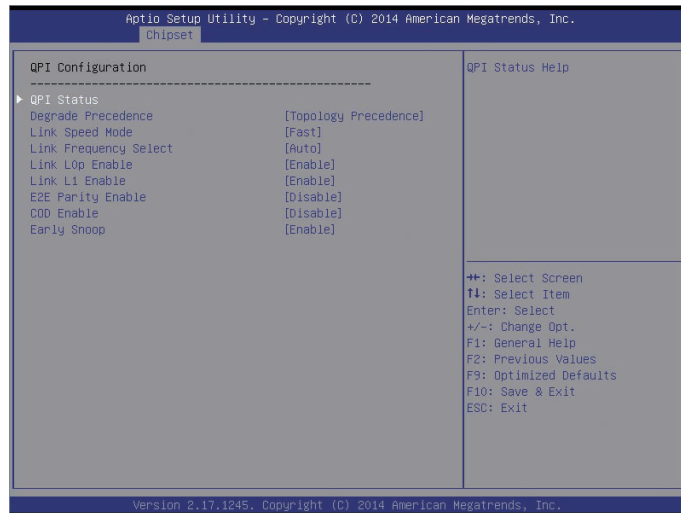 Aptio Setup Utility – Copyright (C) 2014 American Megatrends, Inc.
Chipset
QPI Configuration
QPI Status Help
--------------------------------------------------
▶ QPI Status
Degrade Precedence [Topology Precedence]
Link Speed Mode [Fast]
Link Frequency Select [Auto]
Link L0p Enable [Enable]
Link L1 Enable [Enable]
E2E Parity Enable [Disable]
COD Enable [Disable]
Early Snoop [Enable]
→←: Select Screen
↑↓: Select Item
Enter: Select
+/-: Change Opt.
F1: General Help
F2: Previous Values
F9: Optimized Defaults
F10: Save & Exit
ESC: Exit
Version 2.17.1245. Copyright (C) 2014 American Megatrends, Inc.